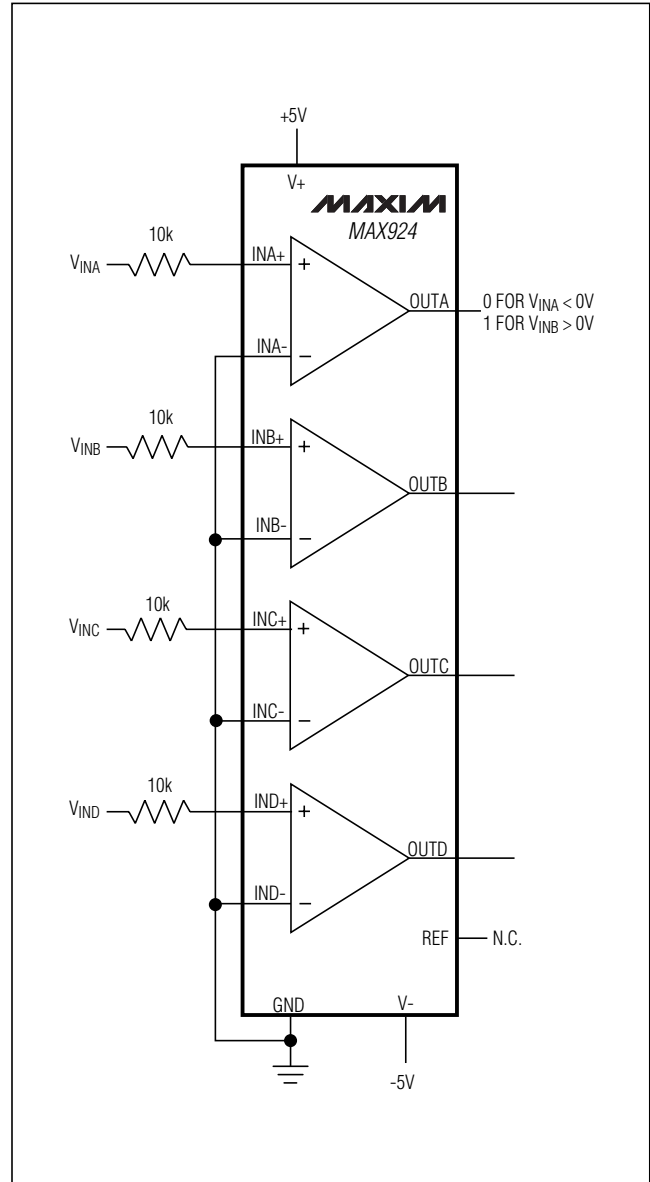 +5V
V+
MAXIM
MAX924
10k
VINA
INA+
+
OUTA
0 FOR VINA < 0V
1 FOR VINB > 0V
INA-
−
10k
VINB
INB+
+
OUTB
INB-
−
10k
VINC
INC+
+
OUTC
INC-
−
10k
VIND
IND+
+
OUTD
IND-
−
REF
N.C.
GND
V-
-5V